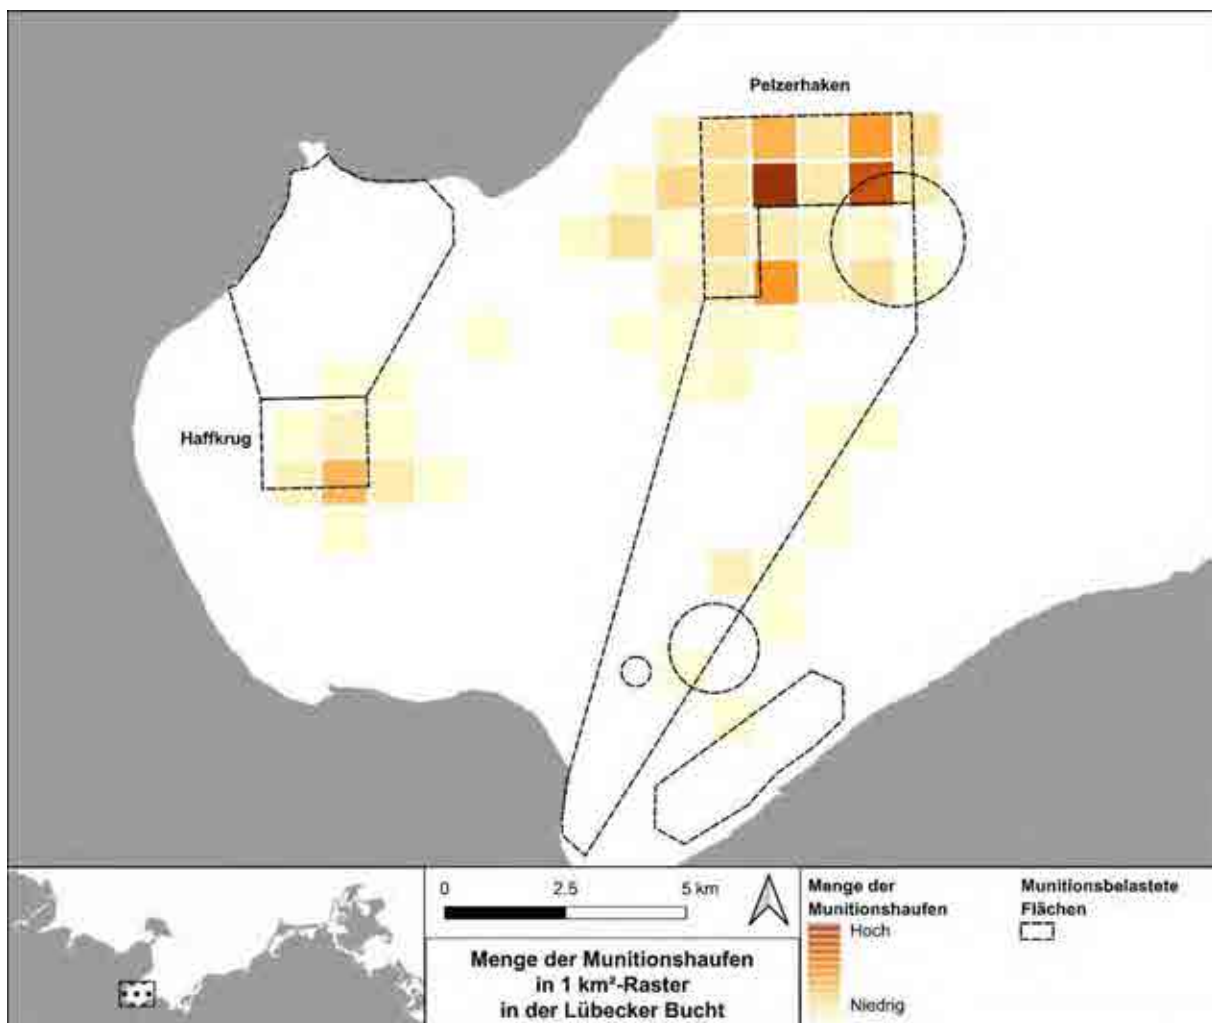 Pelzerhaken
Haffkrug
0 2.5 5 km
Menge der Munitionshaufen
in 1 km²-Raster
in der Lübecker Bucht
Menge der
Munitionshaufen
Hoch
Niedrig
Munitionsbelastete
Flächen